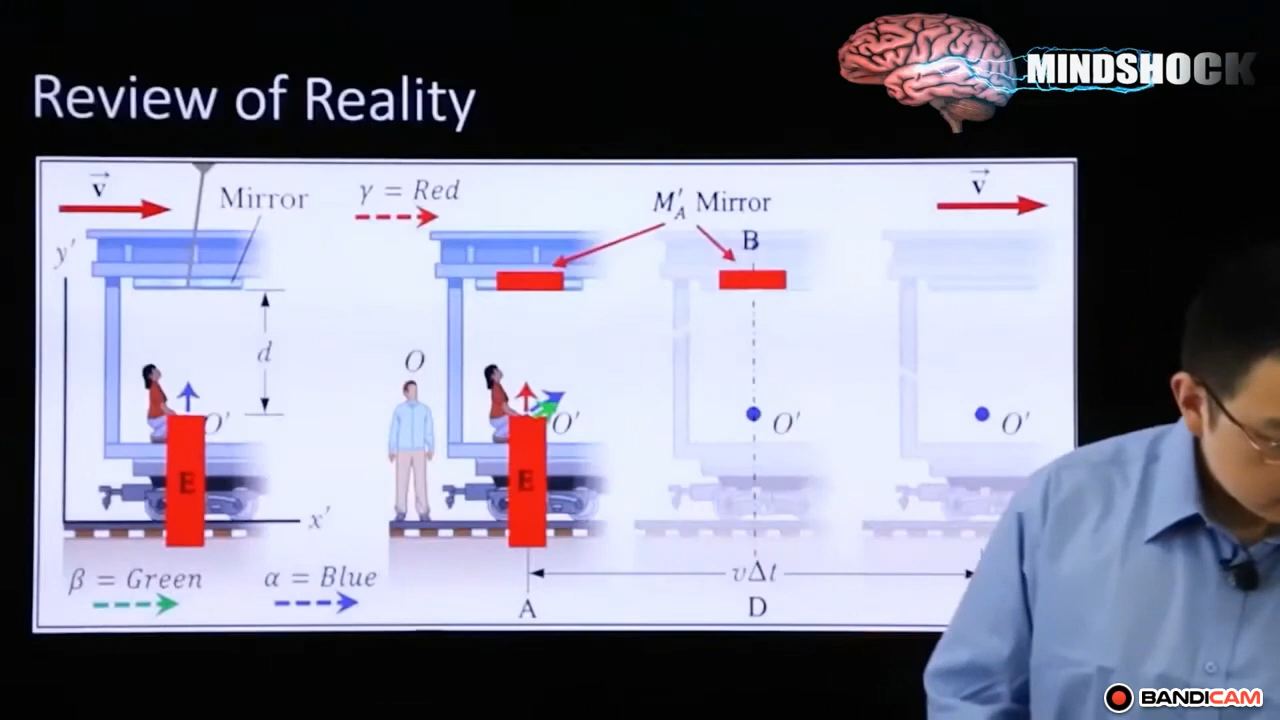 MINDSHOCK
Review of Reality
v
Mirror
γ = Red
M'A Mirror
v
y'
B
d
O
O'
O'
O'
O'
E
E
x'
β = Green
α = Blue
vΔt
A
D
BANDICAM